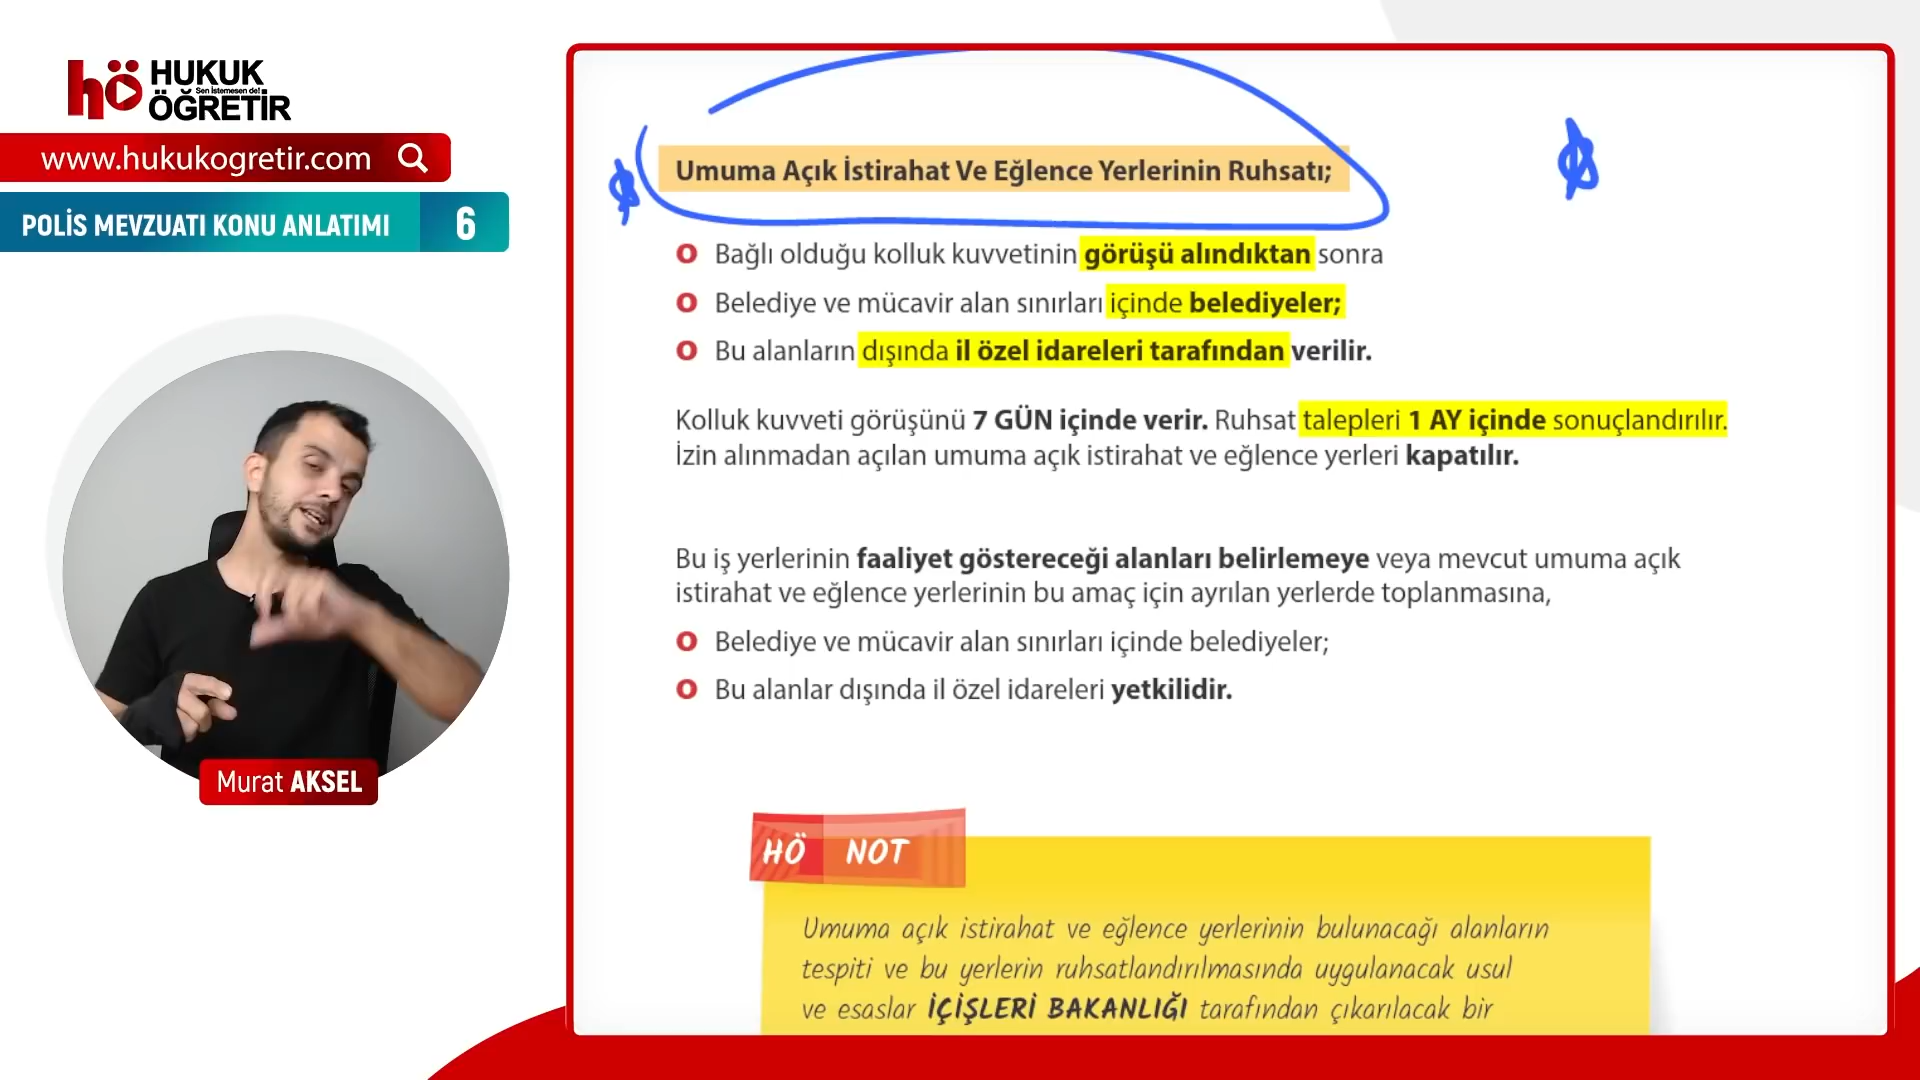 hö HUKUK
Sen İstemesen de!
ÖĞRETİR
www.hukukogretir.com
POLİS MEVZUATI KONU ANLATIMI 6
Murat AKSEL
Umuma Açık İstirahat Ve Eğlence Yerlerinin Ruhsatı;
O Bağlı olduğu kolluk kuvvetinin görüşü alındıktan sonra
O Belediye ve mücavir alan sınırları içinde belediyeler;
O Bu alanların dışında il özel idareleri tarafından verilir.
Kolluk kuvveti görüşünü 7 GÜN içinde verir. Ruhsat talepleri 1 AY içinde sonuçlandırılır.
İzin alınmadan açılan umuma açık istirahat ve eğlence yerleri kapatılır.
Bu iş yerlerinin faaliyet göstereceği alanları belirlemeye veya mevcut umuma açık
istirahat ve eğlence yerlerinin bu amaç için ayrılan yerlerde toplanmasına,
O Belediye ve mücavir alan sınırları içinde belediyeler;
O Bu alanlar dışında il özel idareleri yetkilidir.
HÖ NOT
Umuma açık istirahat ve eğlence yerlerinin bulunacağı alanların
tespiti ve bu yerlerin ruhsatlandırılmasında uygulanacak usul
ve esaslar İÇİŞLERİ BAKANLIĞI tarafından çıkarılacak bir